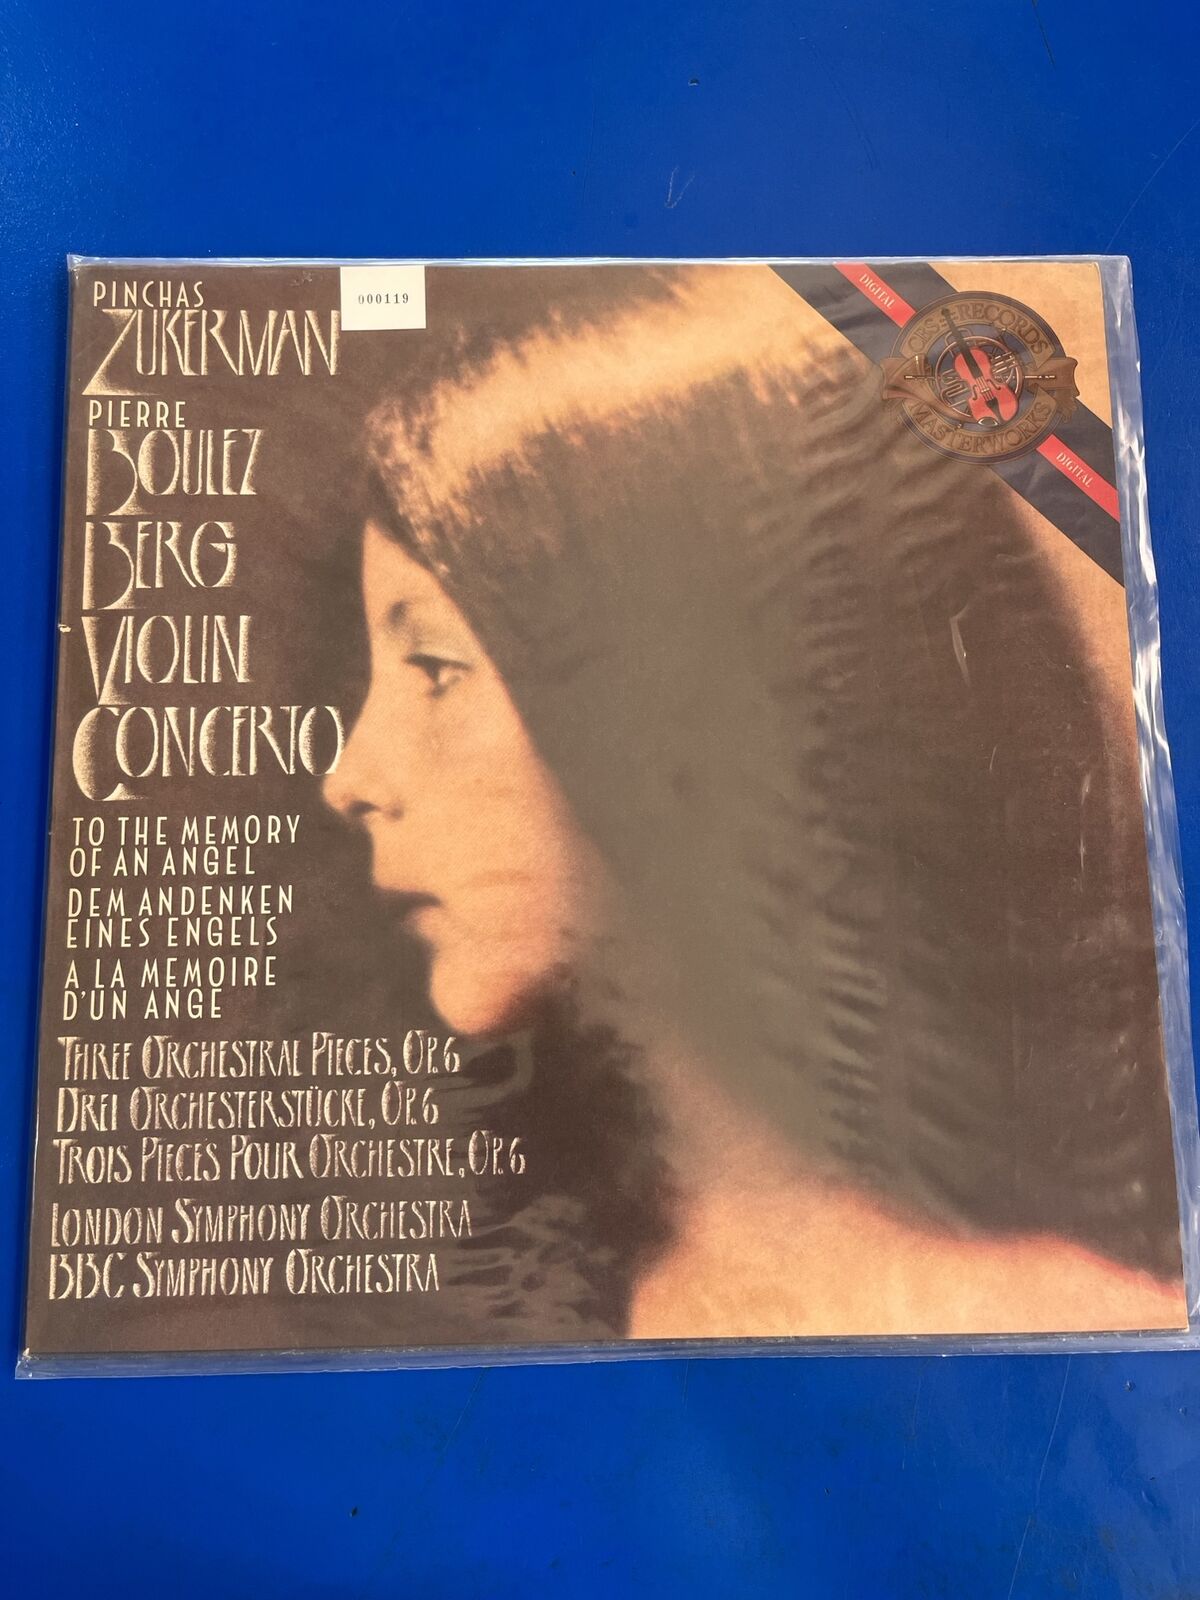 PINCHAS
ZUKERMAN
000119
PIERRE
BOULEZ
BERG
VIOLIN
CONCERTO
TO THE MEMORY
OF AN ANGEL
DEM ANDENKEN
EINES ENGELS
A LA MEMOIRE
D'UN ANGE
THREE ORCHESTRAL PIECES, OP. 6
DREI ORCHESTERSTÜCKE, OP. 6
TROIS PIECES POUR ORCHESTRE, OP. 6
LONDON SYMPHONY ORCHESTRA
BBC SYMPHONY ORCHESTRA
DIGITAL
CBS RECORDS
MASTERWORKS
DIGITAL